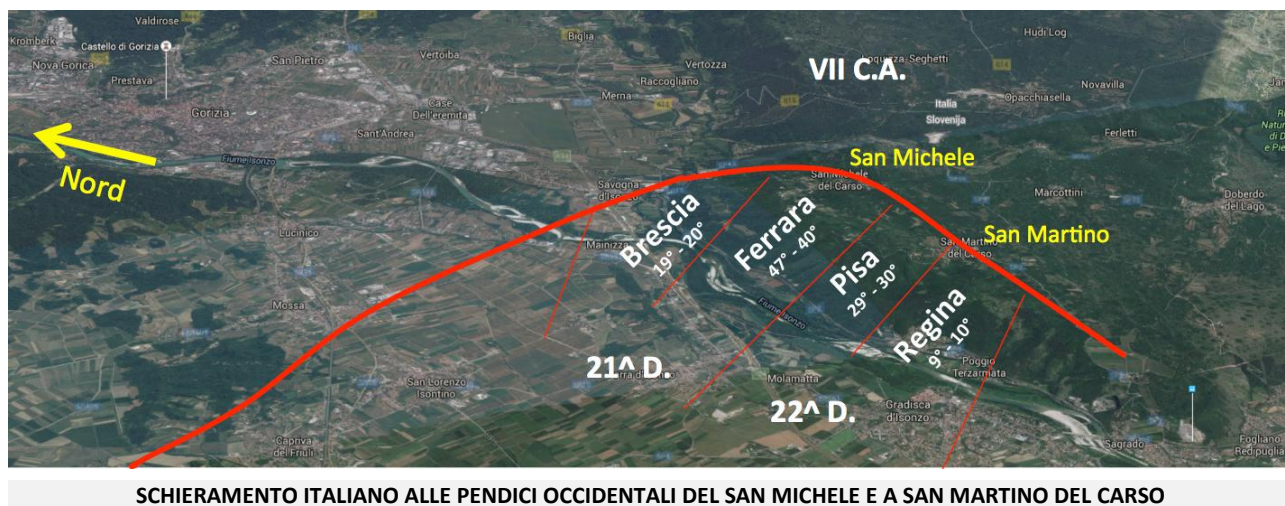 Valdirose
Kromberk
Castello di Gorizia
Nova Gorica
Prestava
San Pietro
Vertoiba
Biglia
Vertozza
Raccogliano
Merna
Gorizia
Case
Dell'eremita
Sant'Andrea
Fiume Isonzo
Nord
VII C.A.
Hudi Log
Novavilla
Opacchiasella
Italia
Slovenija
Ferletti
San Michele
San Michele
del Carso
Marcottini
Doberdò
del Lago
Savogna
d'Isonzo
Mainizza
Lucinico
Mossa
Brescia
19° - 20°
Ferrara
47° - 40°
Pisa
29° - 30°
Regina
9° - 10°
San Martino
San Martino
del Carso
Fiume Isonzo
21^ D.
22^ D.
San Lorenzo
Isontino
Molamatta
Poggio
Terzarmata
Gradisca
d'Isonzo
Capriva
del Friuli
Sagrado
Fogliano
Redipuglia
SCHIERAMENTO ITALIANO ALLE PENDICI OCCIDENTALI DEL SAN MICHELE E A SAN MARTINO DEL CARSO